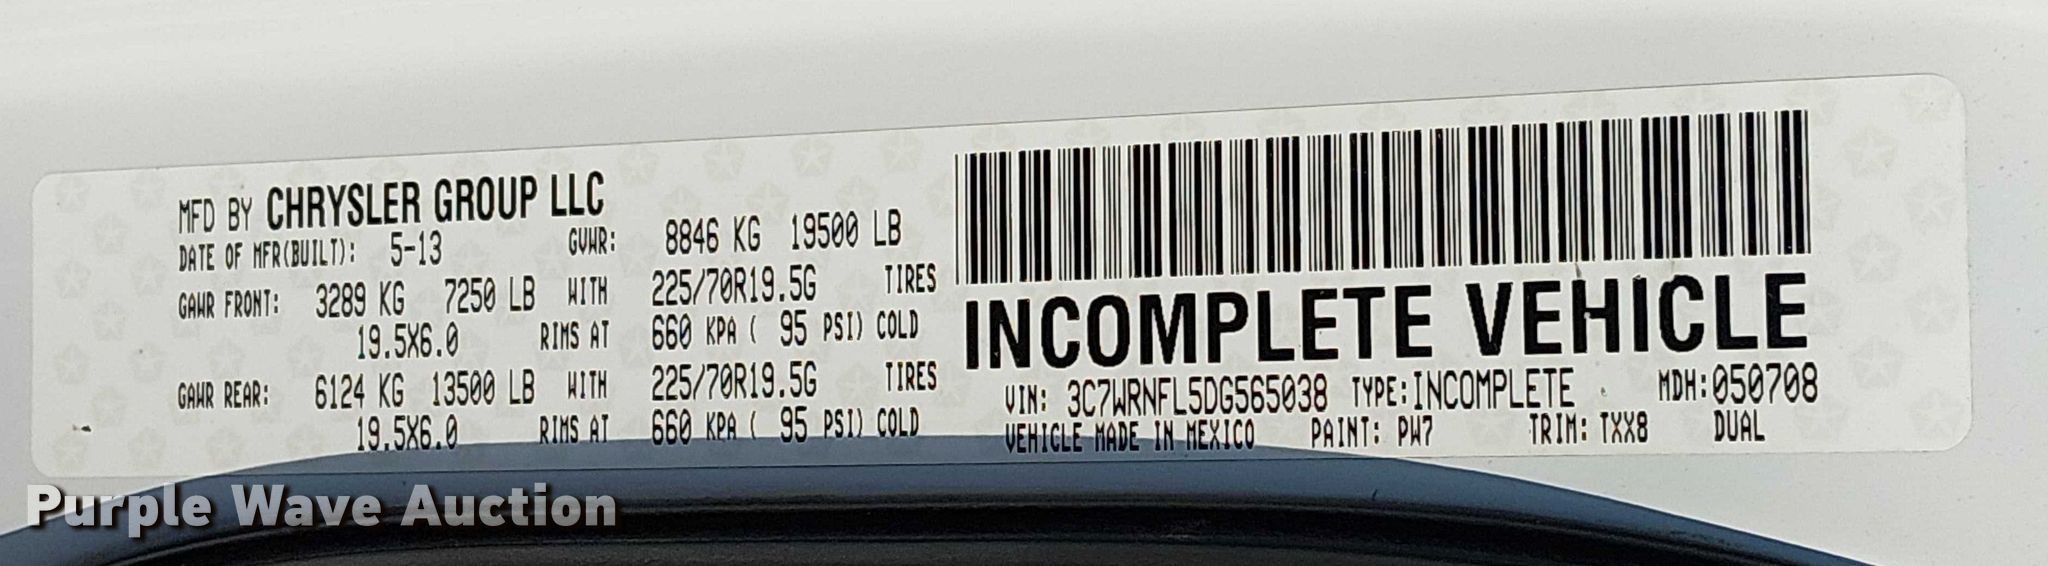 MFD BY CHRYSLER GROUP LLC
DATE OF MFR(BUILT): 5-13 GVWR: 8846 KG 19500 LB
GAWR FRONT: 3289 KG 7250 LB WITH 225/70R19.5G TIRES
19.5X6.0 RIMS AT 660 KPA ( 95 PSI) COLD
GAWR REAR: 6124 KG 13500 LB WITH 225/70R19.5G TIRES
19.5X6.0 RIMS AT 660 KPA ( 95 PSI) COLD
INCOMPLETE VEHICLE
VIN: 3C7WRNFL5DG565038 TYPE: INCOMPLETE MDH: 050708
VEHICLE MADE IN MEXICO PAINT: PW7 TRIM: TXX8 DUAL
Purple Wave Auction